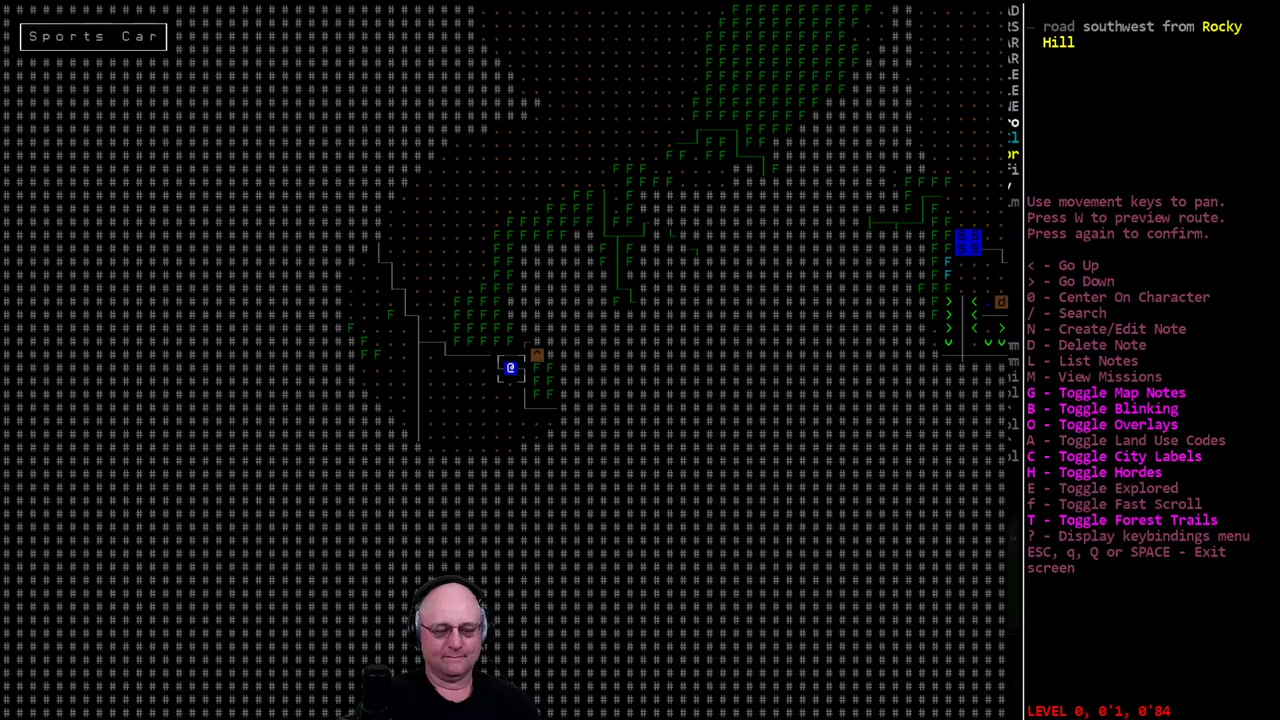 Sports Car
road southwest from Rocky
Hill
Use movement keys to pan.
Press W to preview route.
Press again to confirm.
< - Go Up
> - Go Down
0 - Center On Character
/ - Search
N - Create/Edit Note
D - Delete Note
L - List Notes
M - View Missions
G - Toggle Map Notes
B - Toggle Blinking
O - Toggle Overlays
A - Toggle Land Use Codes
C - Toggle City Labels
H - Toggle Hordes
E - Toggle Explored
f - Toggle Fast Scroll
T - Toggle Forest Trails
? - Display keybindings menu
ESC, q, Q or SPACE - Exit
screen
LEVEL 0, 0'1, 0'84